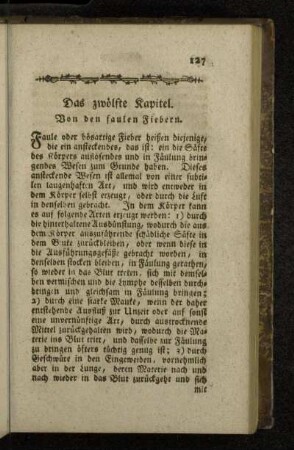 127
Das zwölfte Kapitel.
Von den faulen Fiebern.
Faule oder bösartige Fieber heißen diejenige,
die ein ansteckendes, das ist: ein die Säfte
des Körpers auflösendes und in Fäulung brin-
gendes Wesen zum Grunde haben. Dieses
ansteckende Wesen ist allemal von einer subti-
len laugenhaften Art, und wird entweder in
dem Körper selbst erzeugt, oder durch die Luft
in denselben gebracht. In dem Körper kann
es auf folgende Arten erzeugt werden: 1) durch
die hinterhaltene Ausdünstung, wodurch die aus
dem Körper auszuführende schädliche Säfte in
dem Blute zurückbleiben, oder wenn diese in
die Ausführungsgefäße gebracht worden, in
denselben stocken bleiben, in Fäulung gerathen,
so wieder in das Blut treten, sich mit demsel-
ben vermischen und die Lymphe desselben durch-
bringen und gleichsam in Fäulung bringen;
2) durch eine starke Mauke, wenn der daher
entstehende Ausfluß zur Unzeit oder auf sonst
eine unvernünftige Art, durch austrocknende
Mittel zurückgehalten wird, wodurch die Ma-
terie ins Blut tritt, und dasselbe zur Fäulung
zu bringen öfters tüchtig genug ist; 3) durch
Geschwüre in den Eingeweiden, vornehmlich
aber in der Lunge, deren Materie nach und
nach wieder in das Blut zurückgeht und sich
mit